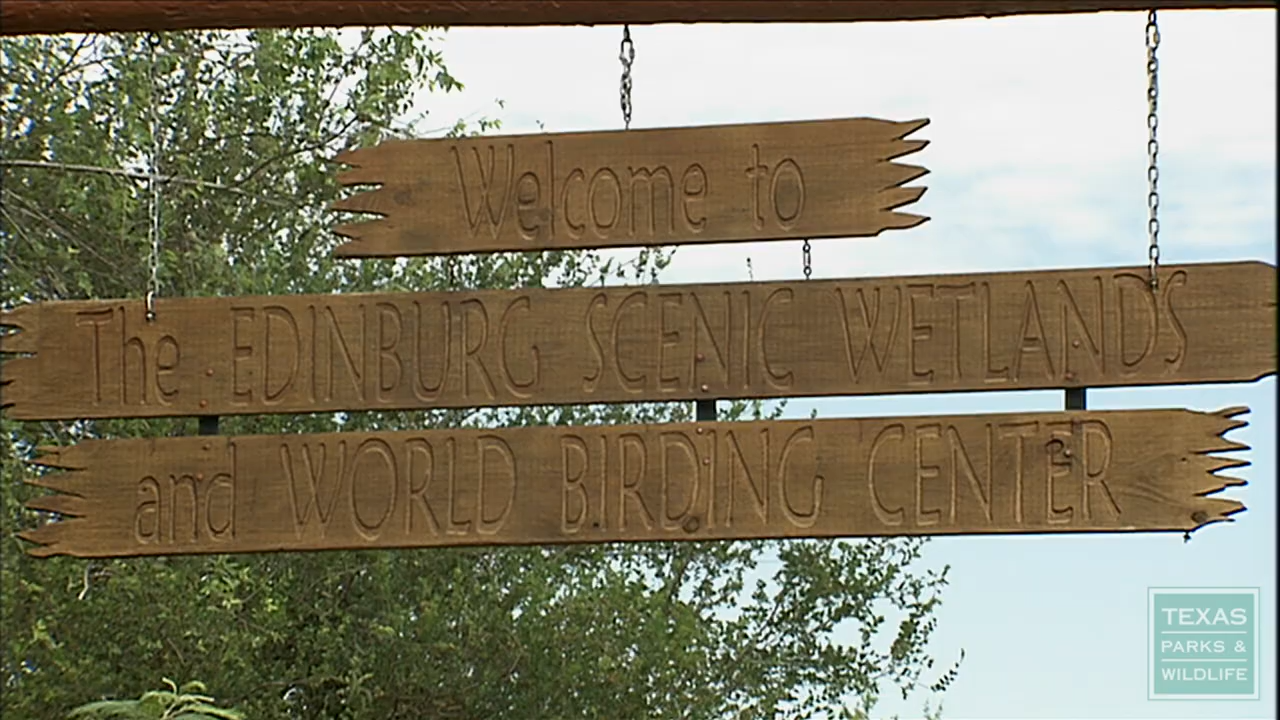 Welcome to
The EDINBURG SCENIC WETLANDS
and WORLD BIRDING CENTER
TEXAS
PARKS &
WILDLIFE